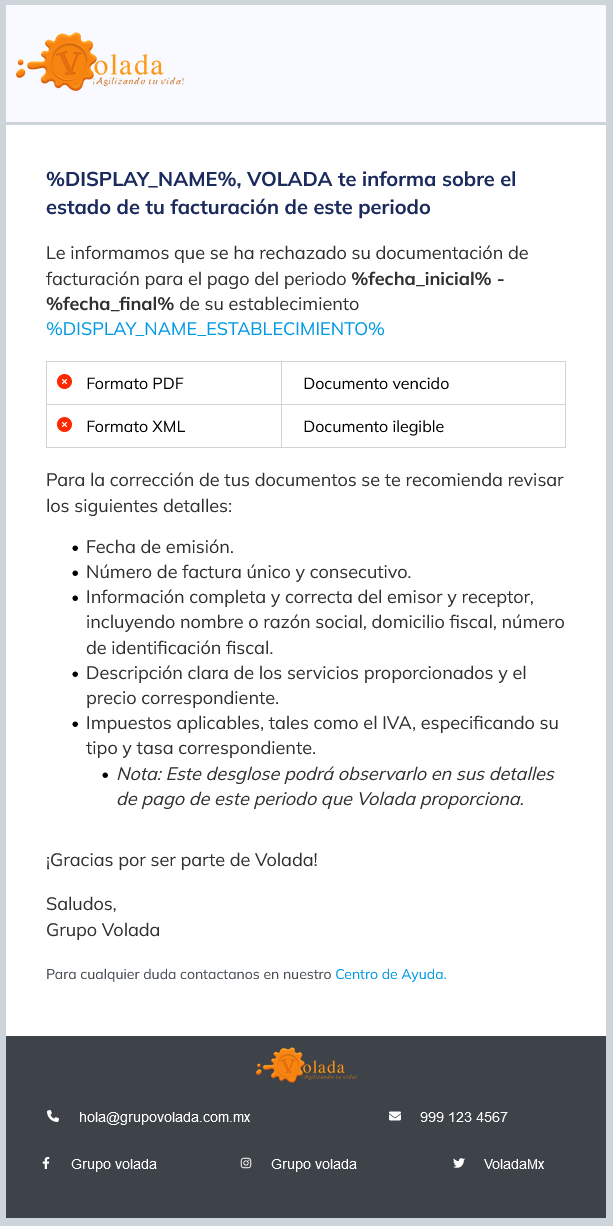 Volada
¡Agilizando tu vida!
%DISPLAY_NAME%, VOLADA te informa sobre el
estado de tu facturación de este periodo
Le informamos que se ha rechazado su documentación de
facturación para el pago del periodo %fecha_inicial% -
%fecha_final% de su establecimiento
%DISPLAY_NAME_ESTABLECIMIENTO%
Formato PDF Documento vencido
Formato XML Documento ilegible
Para la corrección de tus documentos se te recomienda revisar
los siguientes detalles:
• Fecha de emisión.
• Número de factura único y consecutivo.
• Información completa y correcta del emisor y receptor,
incluyendo nombre o razón social, domicilio fiscal, número
de identificación fiscal.
• Descripción clara de los servicios proporcionados y el
precio correspondiente.
• Impuestos aplicables, tales como el IVA, especificando su
tipo y tasa correspondiente.
• Nota: Este desglose podrá observarlo en sus detalles
de pago de este periodo que Volada proporciona.
¡Gracias por ser parte de Volada!
Saludos,
Grupo Volada
Para cualquier duda contactanos en nuestro Centro de Ayuda.
Volada
¡Agilizando tu vida!
hola@grupovolada.com.mx 999 123 4567
Grupo volada Grupo volada VoladaMx